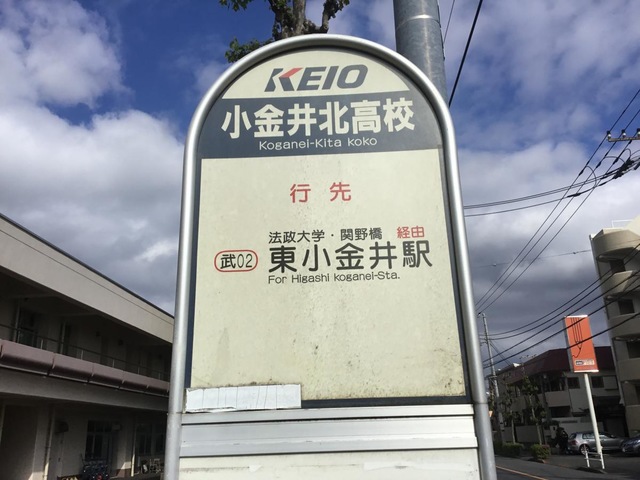 KEIO
小金井北高校
Koganei-Kita koko
行先
法政大学・関野橋 経由
武02 東小金井駅
For Higashi koganei-Sta.